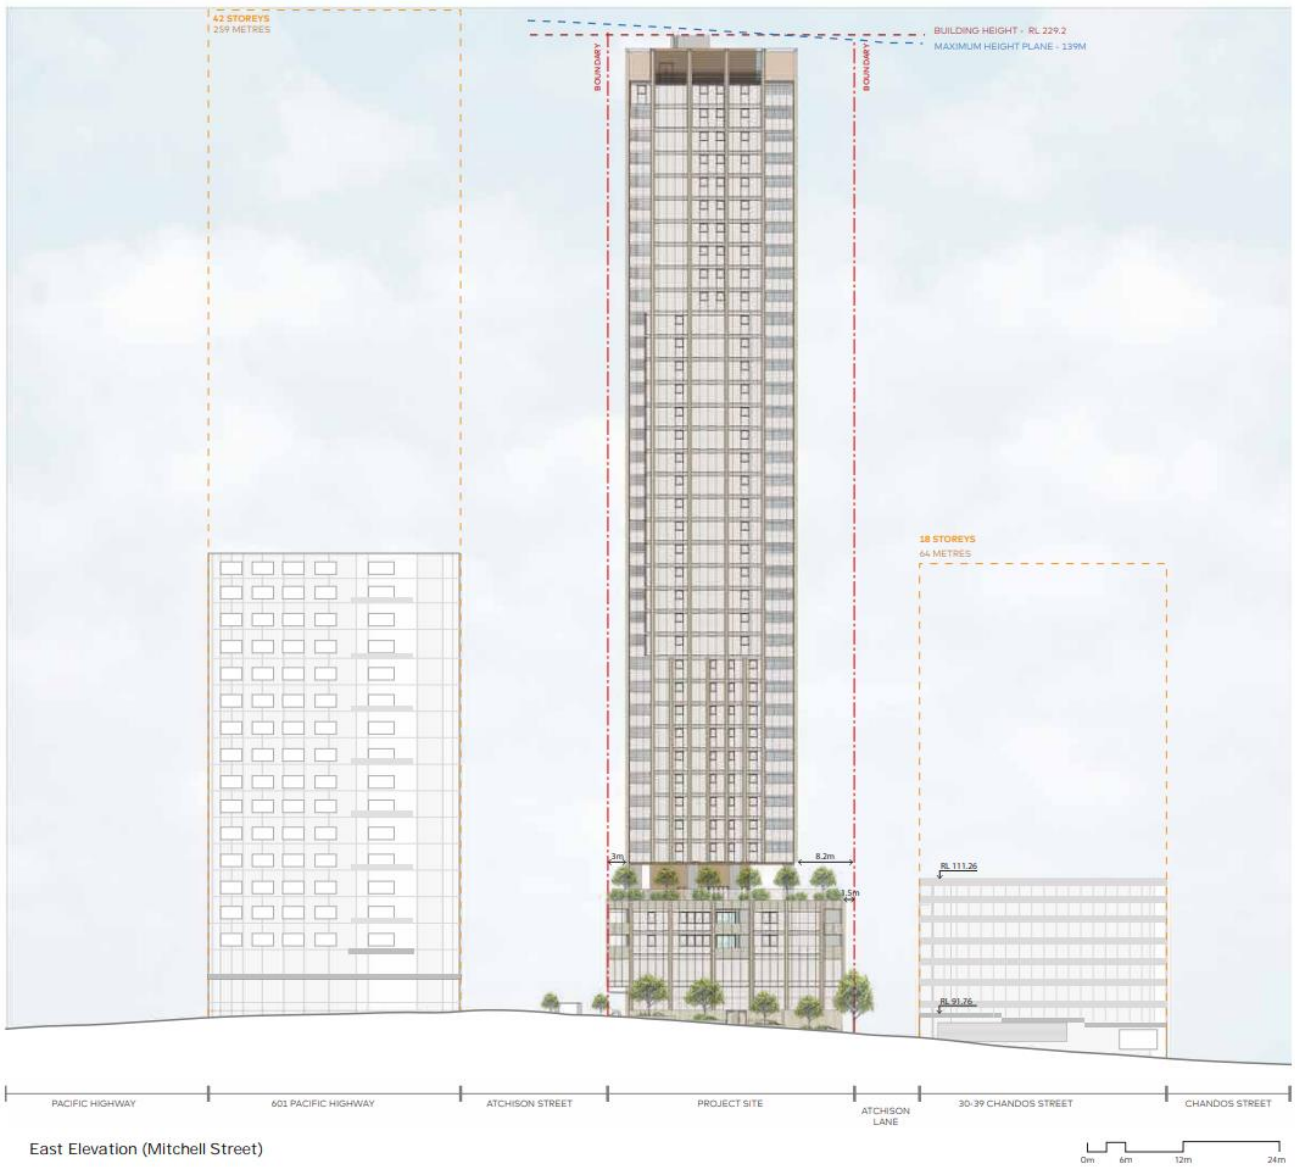 42 STOREYS
259 METRES
BUILDING HEIGHT - RL 229.2
MAXIMUM HEIGHT PLANE - 139M
BOUNDARY
BOUNDARY
18 STOREYS
64 METRES
3m
8.2m
1.5m
RL 111.26
RL 91.76
PACIFIC HIGHWAY
601 PACIFIC HIGHWAY
ATCHISON STREET
PROJECT SITE
ATCHISON
LANE
30-39 CHANDOS STREET
CHANDOS STREET
East Elevation (Mitchell Street)
0m 6m 12m 24m